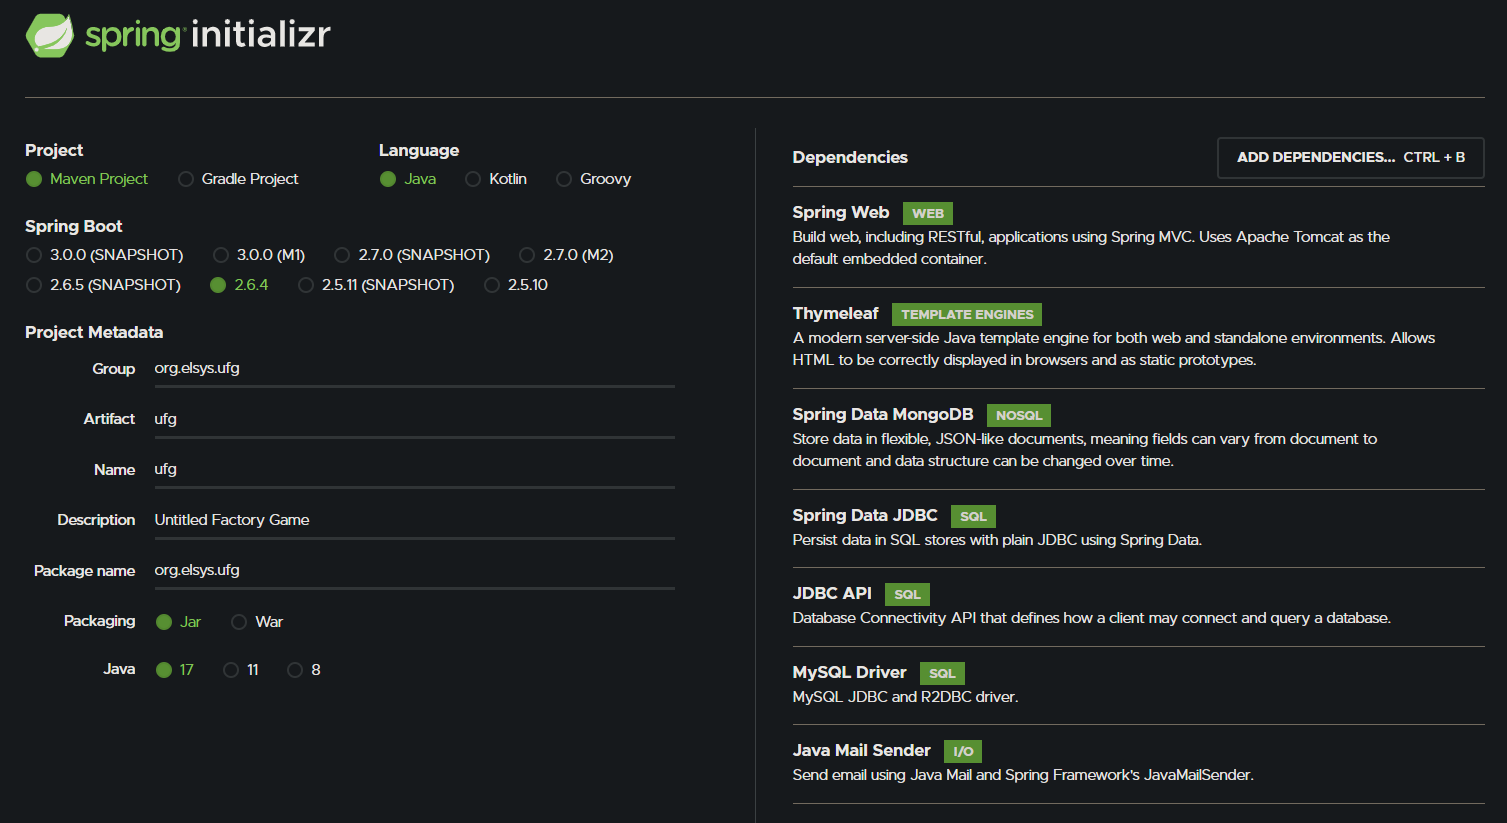 spring initializr
Project
Maven Project Gradle Project
Language
Java Kotlin Groovy
Spring Boot
3.0.0 (SNAPSHOT) 3.0.0 (M1) 2.7.0 (SNAPSHOT) 2.7.0 (M2)
2.6.5 (SNAPSHOT) 2.6.4 2.5.11 (SNAPSHOT) 2.5.10
Project Metadata
Group org.elsys.ufg
Artifact ufg
Name ufg
Description Untitled Factory Game
Package name org.elsys.ufg
Packaging Jar War
Java 17 11 8
Dependencies
ADD DEPENDENCIES... CTRL + B
Spring Web WEB
Build web, including RESTful, applications using Spring MVC. Uses Apache Tomcat as the
default embedded container.
Thymeleaf TEMPLATE ENGINES
A modern server-side Java template engine for both web and standalone environments. Allows
HTML to be correctly displayed in browsers and as static prototypes.
Spring Data MongoDB NOSQL
Store data in flexible, JSON-like documents, meaning fields can vary from document to
document and data structure can be changed over time.
Spring Data JDBC SQL
Persist data in SQL stores with plain JDBC using Spring Data.
JDBC API SQL
Database Connectivity API that defines how a client may connect and query a database.
MySQL Driver SQL
MySQL JDBC and R2DBC driver.
Java Mail Sender I/O
Send email using Java Mail and Spring Framework's JavaMailSender.